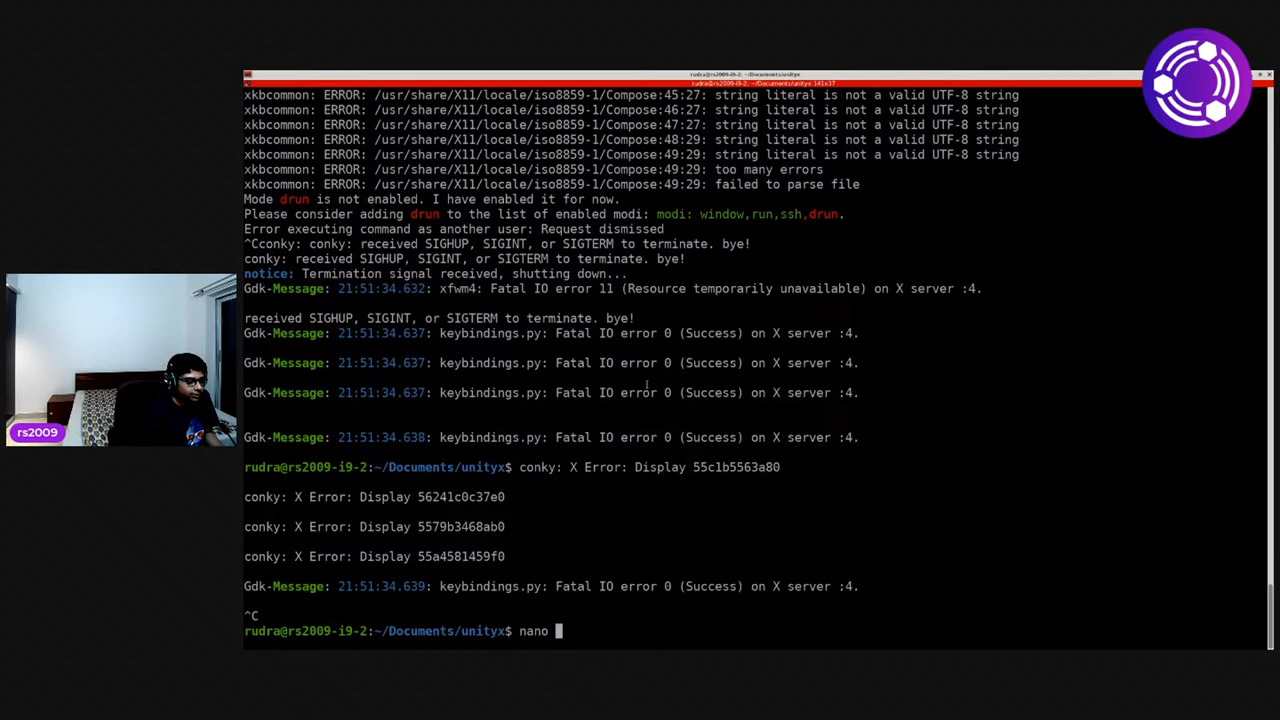 rudra@rs2009-i9-2: ~/Documents/unityx
rudra@rs2009-i9-2: ~/Documents/unityx 141x37
xkbcommon: ERROR: /usr/share/X11/locale/iso8859-1/Compose:45:27: string literal is not a valid UTF-8 string
xkbcommon: ERROR: /usr/share/X11/locale/iso8859-1/Compose:46:27: string literal is not a valid UTF-8 string
xkbcommon: ERROR: /usr/share/X11/locale/iso8859-1/Compose:47:27: string literal is not a valid UTF-8 string
xkbcommon: ERROR: /usr/share/X11/locale/iso8859-1/Compose:48:29: string literal is not a valid UTF-8 string
xkbcommon: ERROR: /usr/share/X11/locale/iso8859-1/Compose:49:29: string literal is not a valid UTF-8 string
xkbcommon: ERROR: /usr/share/X11/locale/iso8859-1/Compose:49:29: too many errors
xkbcommon: ERROR: /usr/share/X11/locale/iso8859-1/Compose:49:29: failed to parse file
Mode drun is not enabled. I have enabled it for now.
Please consider adding drun to the list of enabled modi: modi: window,run,ssh,drun.
Error executing command as another user: Request dismissed
^Cconky: conky: received SIGHUP, SIGINT, or SIGTERM to terminate. bye!
conky: received SIGHUP, SIGINT, or SIGTERM to terminate. bye!
notice: Termination signal received, shutting down...
Gdk-Message: 21:51:34.632: xfwm4: Fatal IO error 11 (Resource temporarily unavailable) on X server :4.
received SIGHUP, SIGINT, or SIGTERM to terminate. bye!
Gdk-Message: 21:51:34.637: keybindings.py: Fatal IO error 0 (Success) on X server :4.
Gdk-Message: 21:51:34.637: keybindings.py: Fatal IO error 0 (Success) on X server :4.
Gdk-Message: 21:51:34.637: keybindings.py: Fatal IO error 0 (Success) on X server :4.
Gdk-Message: 21:51:34.638: keybindings.py: Fatal IO error 0 (Success) on X server :4.
rudra@rs2009-i9-2:~/Documents/unityx$ conky: X Error: Display 55c1b5563a80
conky: X Error: Display 56241c0c37e0
conky: X Error: Display 5579b3468ab0
conky: X Error: Display 55a4581459f0
Gdk-Message: 21:51:34.639: keybindings.py: Fatal IO error 0 (Success) on X server :4.
^C
rudra@rs2009-i9-2:~/Documents/unityx$ nano
rs2009